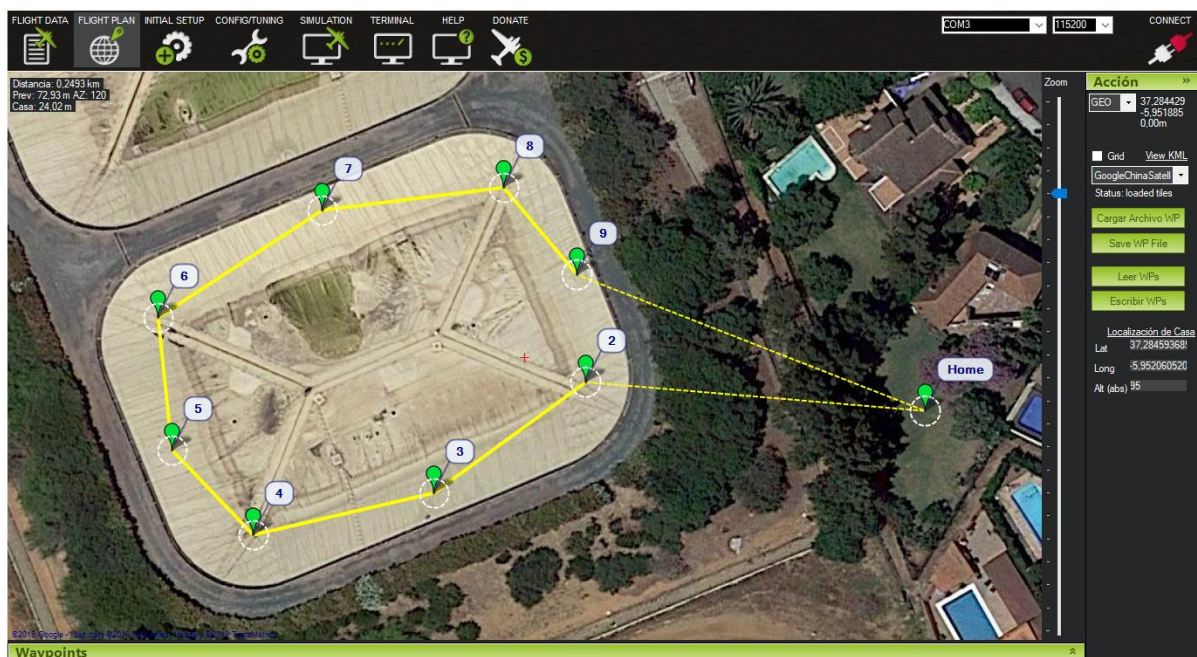 FLIGHT DATA FLIGHT PLAN INITIAL SETUP CONFIG/TUNING SIMULATION TERMINAL HELP DONATE COM3 115200 CONNECT
Distancia: 0,2493 km
Prev: 72,93 m AZ: 120
Casa: 24,02 m
Zoom
Acción »
GEO 37,284429
-5,951885
0,00m
Grid View KML
GoogleChinaSatell
Status: loaded tiles
Cargar Archivo WP
Save WP File
Leer WPs
Escribir WPs
Localización de Casa
Lat 37,28459368
Long -5,952060520
Alt (abs) 95
8
7
9
6
2
Home
5
3
4
Waypoints